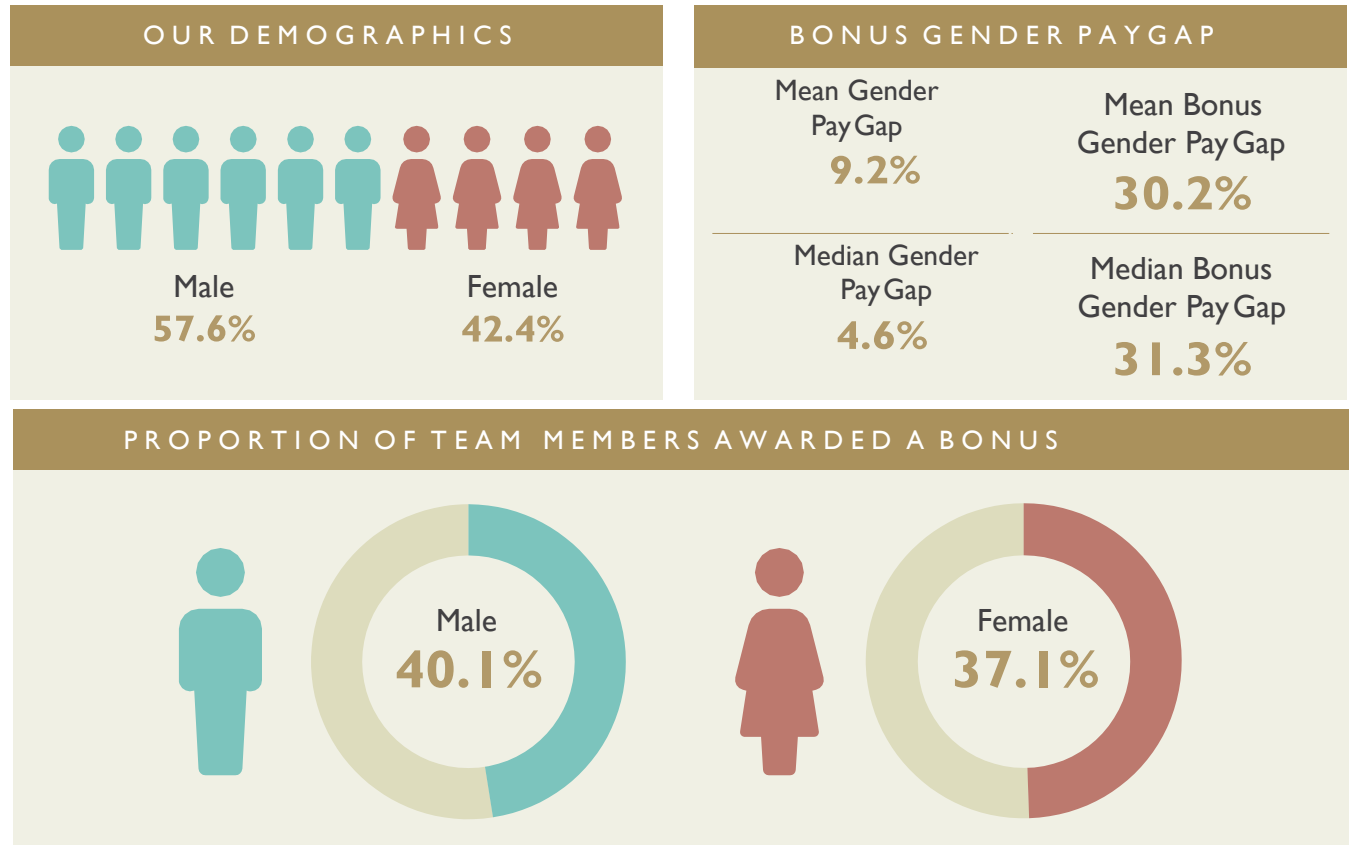 OUR DEMOGRAPHICS
Male
57.6%
Female
42.4%
BONUS GENDER PAYGAP
Mean Gender
Pay Gap
9.2%
Mean Bonus
Gender Pay Gap
30.2%
Median Gender
Pay Gap
4.6%
Median Bonus
Gender Pay Gap
31.3%
PROPORTION OF TEAM MEMBERS AWARDED A BONUS
Male
40.1%
Female
37.1%